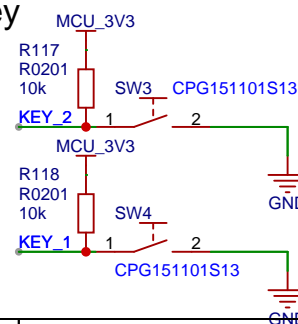 ey
MCU_3V3
R117
R0201
10k
SW3 CPG151101S13
KEY_2 1 2
GND
MCU_3V3
R118
R0201
10k
SW4
KEY_1 1 2
CPG151101S13
GND